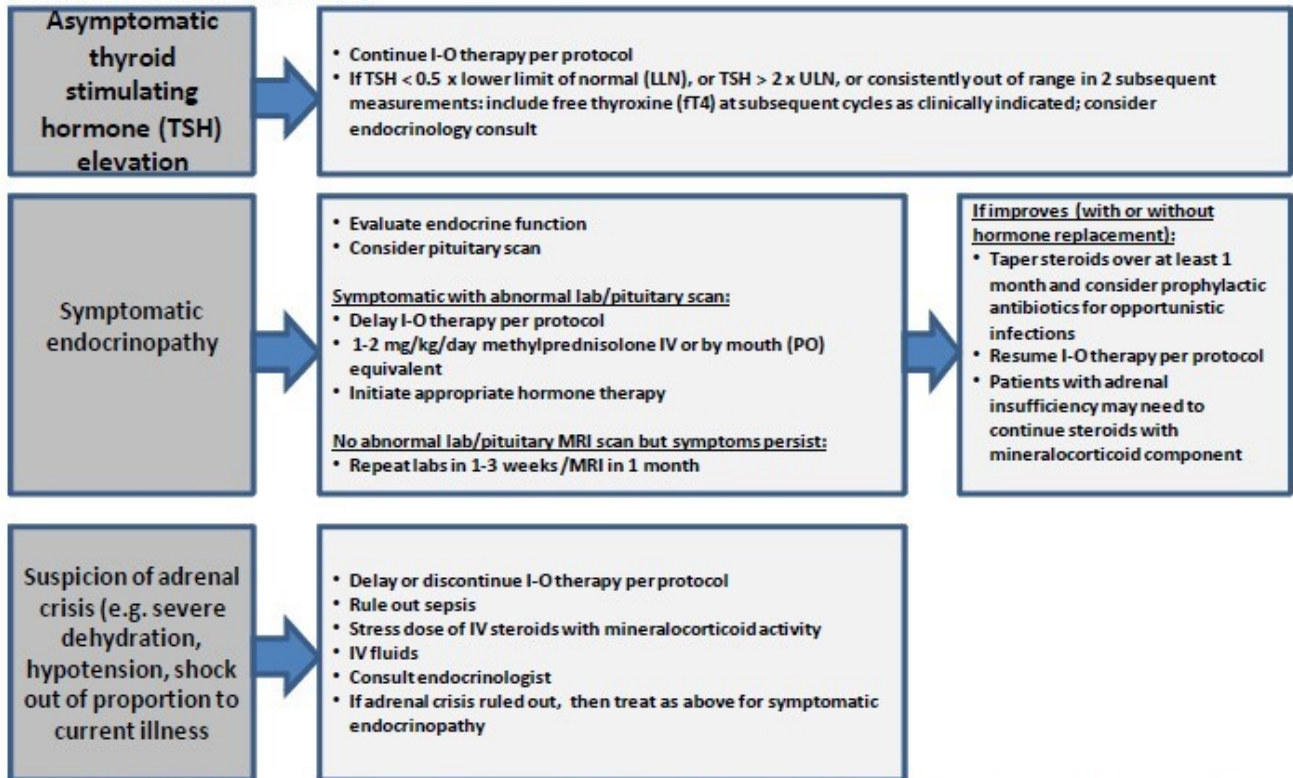 Asymptomatic
thyroid
stimulating
hormone (TSH)
elevation
• Continue I-O therapy per protocol
• If TSH < 0.5 x lower limit of normal (LLN), or TSH > 2 x ULN, or consistently out of range in 2 subsequent
measurements: include free thyroxine (fT4) at subsequent cycles as clinically indicated; consider
endocrinology consult
Symptomatic
endocrinopathy
• Evaluate endocrine function
• Consider pituitary scan
Symptomatic with abnormal lab/pituitary scan:
• Delay I-O therapy per protocol
• 1-2 mg/kg/day methylprednisolone IV or by mouth (PO)
equivalent
• Initiate appropriate hormone therapy
No abnormal lab/pituitary MRI scan but symptoms persist:
• Repeat labs in 1-3 weeks /MRI in 1 month
If improves (with or without
hormone replacement):
• Taper steroids over at least 1
month and consider prophylactic
antibiotics for opportunistic
infections
• Resume I-O therapy per protocol
• Patients with adrenal
insufficiency may need to
continue steroids with
mineralocorticoid component
Suspicion of adrenal
crisis (e.g. severe
dehydration,
hypotension, shock
out of proportion to
current illness
• Delay or discontinue I-O therapy per protocol
• Rule out sepsis
• Stress dose of IV steroids with mineralocorticoid activity
• IV fluids
• Consult endocrinologist
• If adrenal crisis ruled out, then treat as above for symptomatic
endocrinopathy